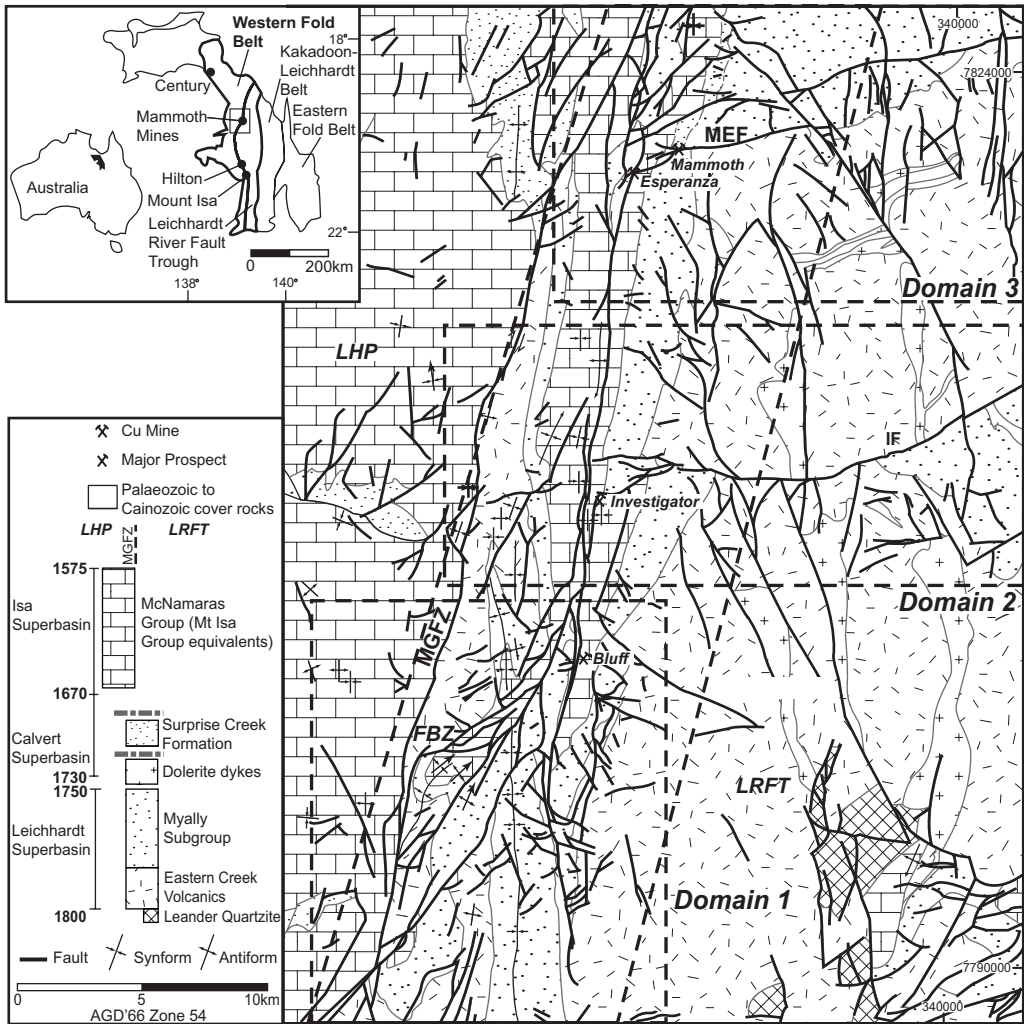 Western Fold
Belt
Kakadoon-
Leichhardt
Belt
Eastern
Fold Belt
18°
Century
Mammoth
Mines
Australia
Hilton
Mount Isa
Leichhardt
River Fault
Trough
22°
0
200km
138°
140°
340000
7824000
MEF
Mammoth
Esperanza
Domain 3
LHP
IF
Investigator
Domain 2
MGFZ
Bluff
FBZ
LRFT
Domain 1
7790000
340000
Cu Mine
Major Prospect
Palaeozoic to
Cainozoic cover rocks
LHP
MGFZ
LRFT
1575
Isa
Superbasin
McNamaras
Group (Mt Isa
Group equivalents)
1670
Calvert
Superbasin
Surprise Creek
Formation
1730
Dolerite dykes
1750
Leichhardt
Superbasin
Myally
Subgroup
Eastern Creek
Volcanics
1800
Leander Quartzite
Fault
Synform
Antiform
0
5
10km
AGD'66 Zone 54